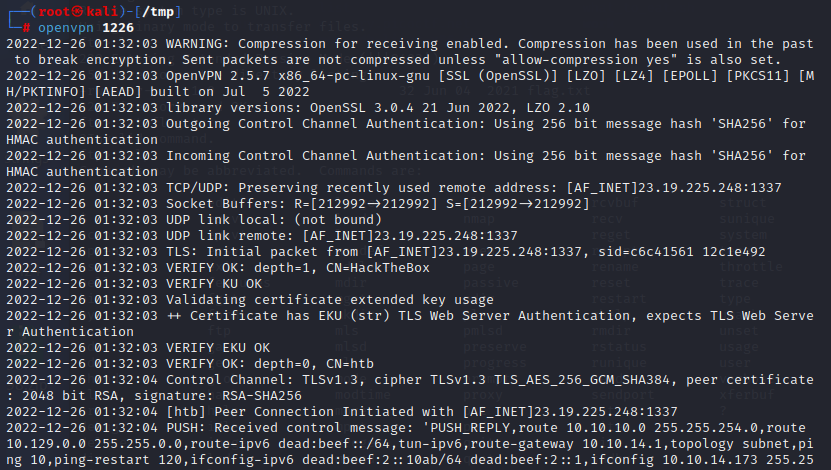 ┌──(root㉿kali)-[/tmp]
└─# openvpn 1226
2022-12-26 01:32:03 WARNING: Compression for receiving enabled. Compression has been used in the past
 to break encryption. Sent packets are not compressed unless "allow-compression yes" is also set.
2022-12-26 01:32:03 OpenVPN 2.5.7 x86_64-pc-linux-gnu [SSL (OpenSSL)] [LZO] [LZ4] [EPOLL] [PKCS11] [M
H/PKTINFO] [AEAD] built on Jul  5 2022
2022-12-26 01:32:03 library versions: OpenSSL 3.0.4 21 Jun 2022, LZO 2.10
2022-12-26 01:32:03 Outgoing Control Channel Authentication: Using 256 bit message hash 'SHA256' for
HMAC authentication
2022-12-26 01:32:03 Incoming Control Channel Authentication: Using 256 bit message hash 'SHA256' for
HMAC authentication
2022-12-26 01:32:03 TCP/UDP: Preserving recently used remote address: [AF_INET]23.19.225.248:1337
2022-12-26 01:32:03 Socket Buffers: R=[212992->212992] S=[212992->212992]
2022-12-26 01:32:03 UDP link local: (not bound)
2022-12-26 01:32:03 UDP link remote: [AF_INET]23.19.225.248:1337
2022-12-26 01:32:03 TLS: Initial packet from [AF_INET]23.19.225.248:1337, sid=c6c41561 12c1e492
2022-12-26 01:32:03 VERIFY OK: depth=1, CN=HackTheBox
2022-12-26 01:32:03 VERIFY KU OK
2022-12-26 01:32:03 Validating certificate extended key usage
2022-12-26 01:32:03 ++ Certificate has EKU (str) TLS Web Server Authentication, expects TLS Web Serve
r Authentication
2022-12-26 01:32:03 VERIFY EKU OK
2022-12-26 01:32:03 VERIFY OK: depth=0, CN=htb
2022-12-26 01:32:04 Control Channel: TLSv1.3, cipher TLSv1.3 TLS_AES_256_GCM_SHA384, peer certificate
: 2048 bit RSA, signature: RSA-SHA256
2022-12-26 01:32:04 [htb] Peer Connection Initiated with [AF_INET]23.19.225.248:1337
2022-12-26 01:32:04 PUSH: Received control message: 'PUSH_REPLY,route 10.10.10.0 255.255.254.0,route
10.129.0.0 255.255.0.0,route-ipv6 dead:beef::/64,tun-ipv6,route-gateway 10.10.14.1,topology subnet,pi
ng 10,ping-restart 120,ifconfig-ipv6 dead:beef:2::10ab/64 dead:beef:2::1,ifconfig 10.10.14.173 255.25